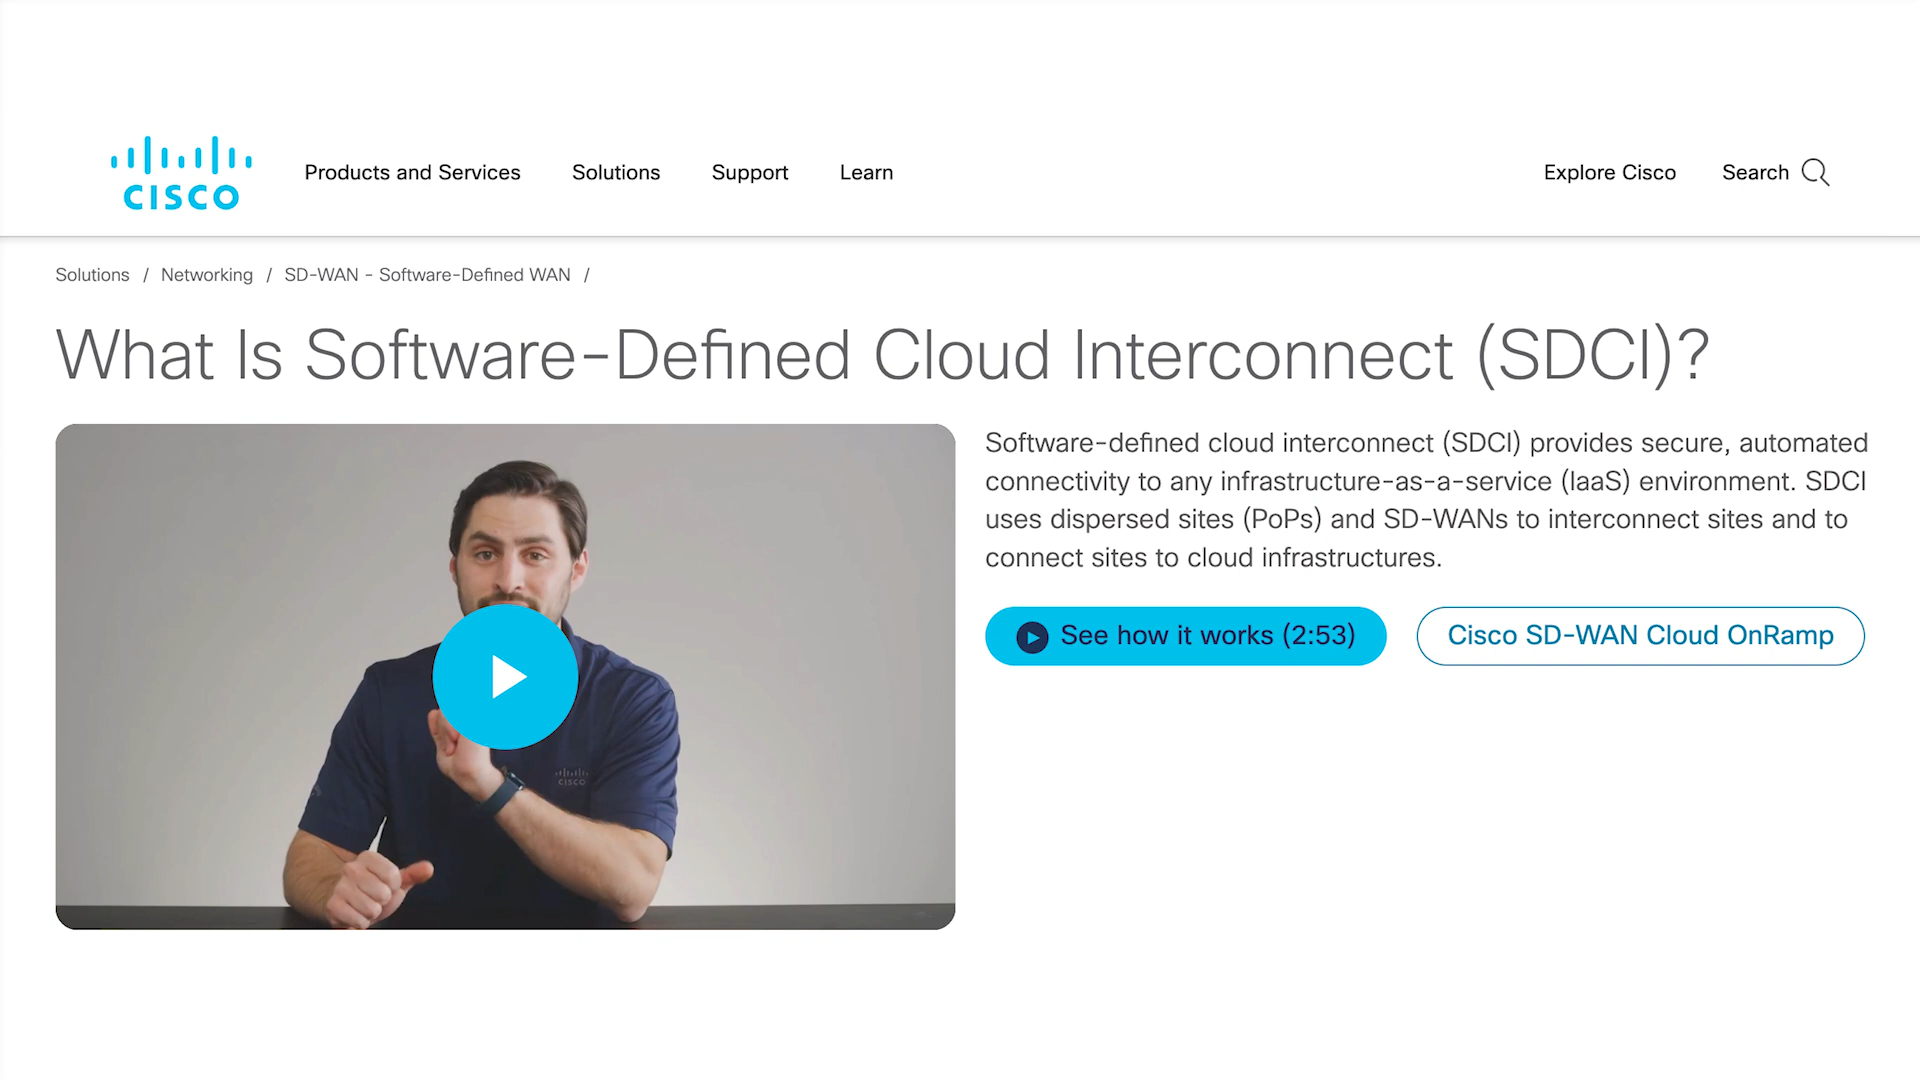 CISCO
Products and Services
Solutions
Support
Learn
Explore Cisco
Search
Solutions / Networking / SD-WAN - Software-Defined WAN /
What Is Software-Defined Cloud Interconnect (SDCI)?
Software-defined cloud interconnect (SDCI) provides secure, automated
connectivity to any infrastructure-as-a-service (IaaS) environment. SDCI
uses dispersed sites (PoPs) and SD-WANs to interconnect sites and to
connect sites to cloud infrastructures.
See how it works (2:53)
Cisco SD-WAN Cloud OnRamp
CISCO